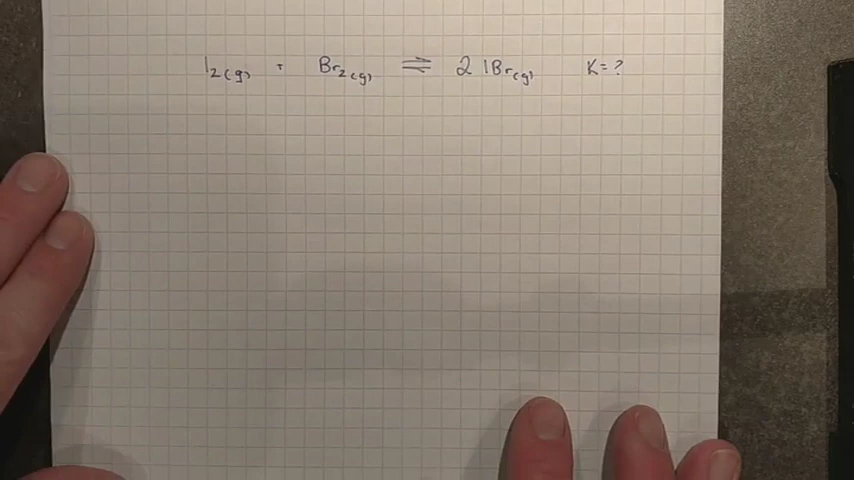 I₂(g) + Br₂(g) ⇌ 2 IBr(g) K=?